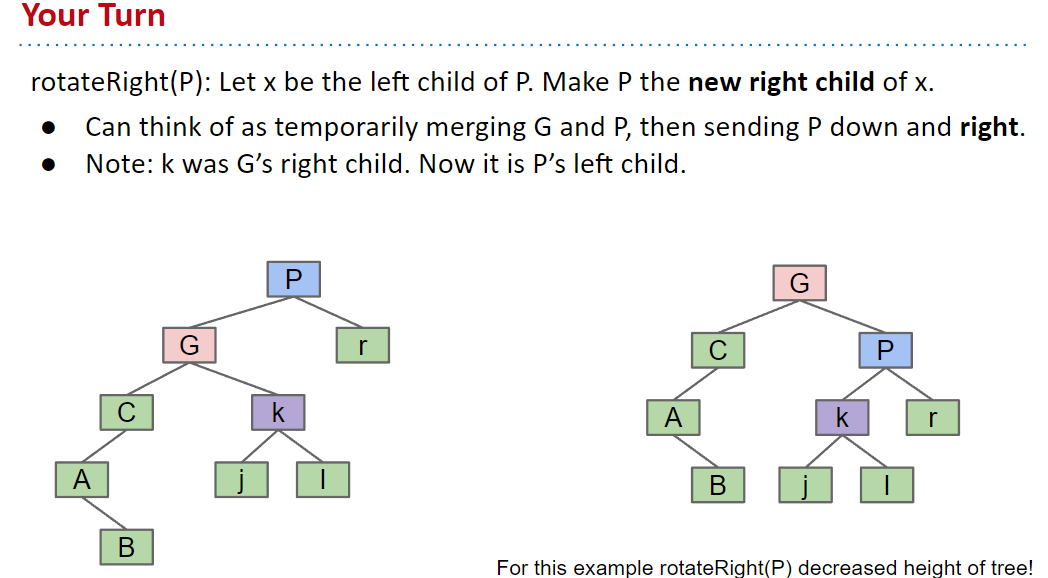 Your Turn
rotateRight(P): Let x be the left child of P. Make P the new right child of x.
● Can think of as temporarily merging G and P, then sending P down and right.
● Note: k was G’s right child. Now it is P’s left child.
P
G r
C k
A j l
B
G
C P
A k r
B j l
For this example rotateRight(P) decreased height of tree!